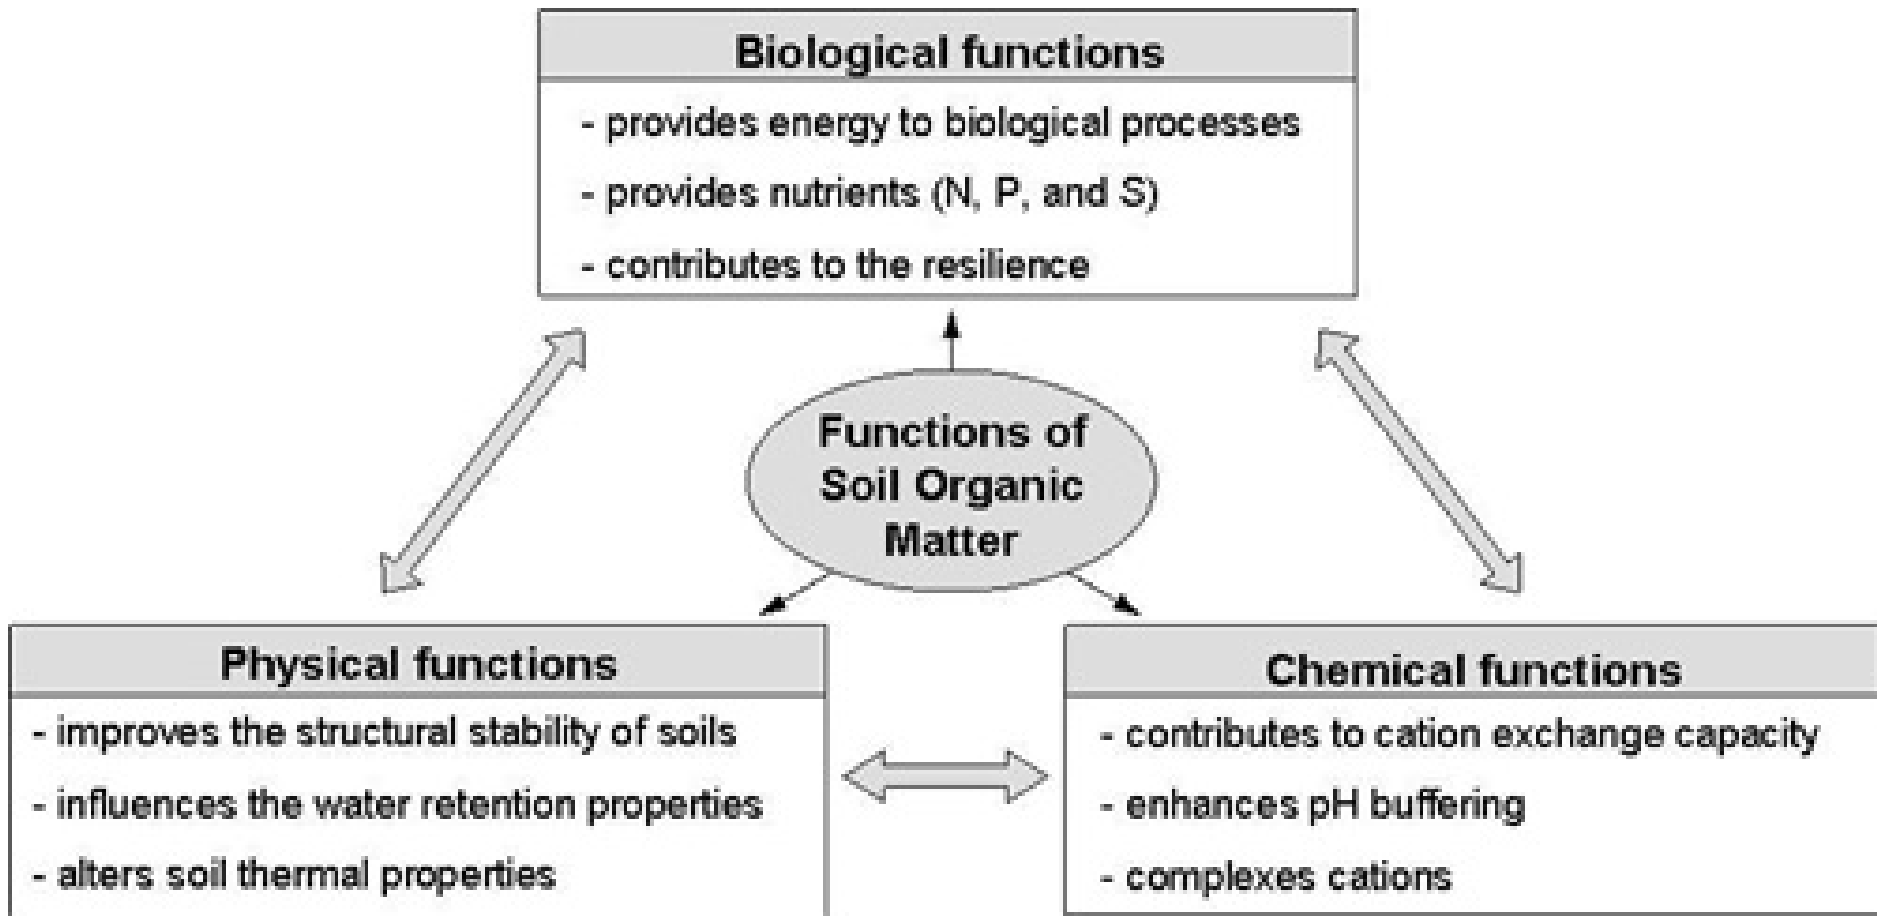 Biological functions
- provides energy to biological processes
- provides nutrients (N, P, and S)
- contributes to the resilience
Functions of
Soil Organic
Matter
Physical functions
- improves the structural stability of soils
- influences the water retention properties
- alters soil thermal properties
Chemical functions
- contributes to cation exchange capacity
- enhances pH buffering
- complexes cations